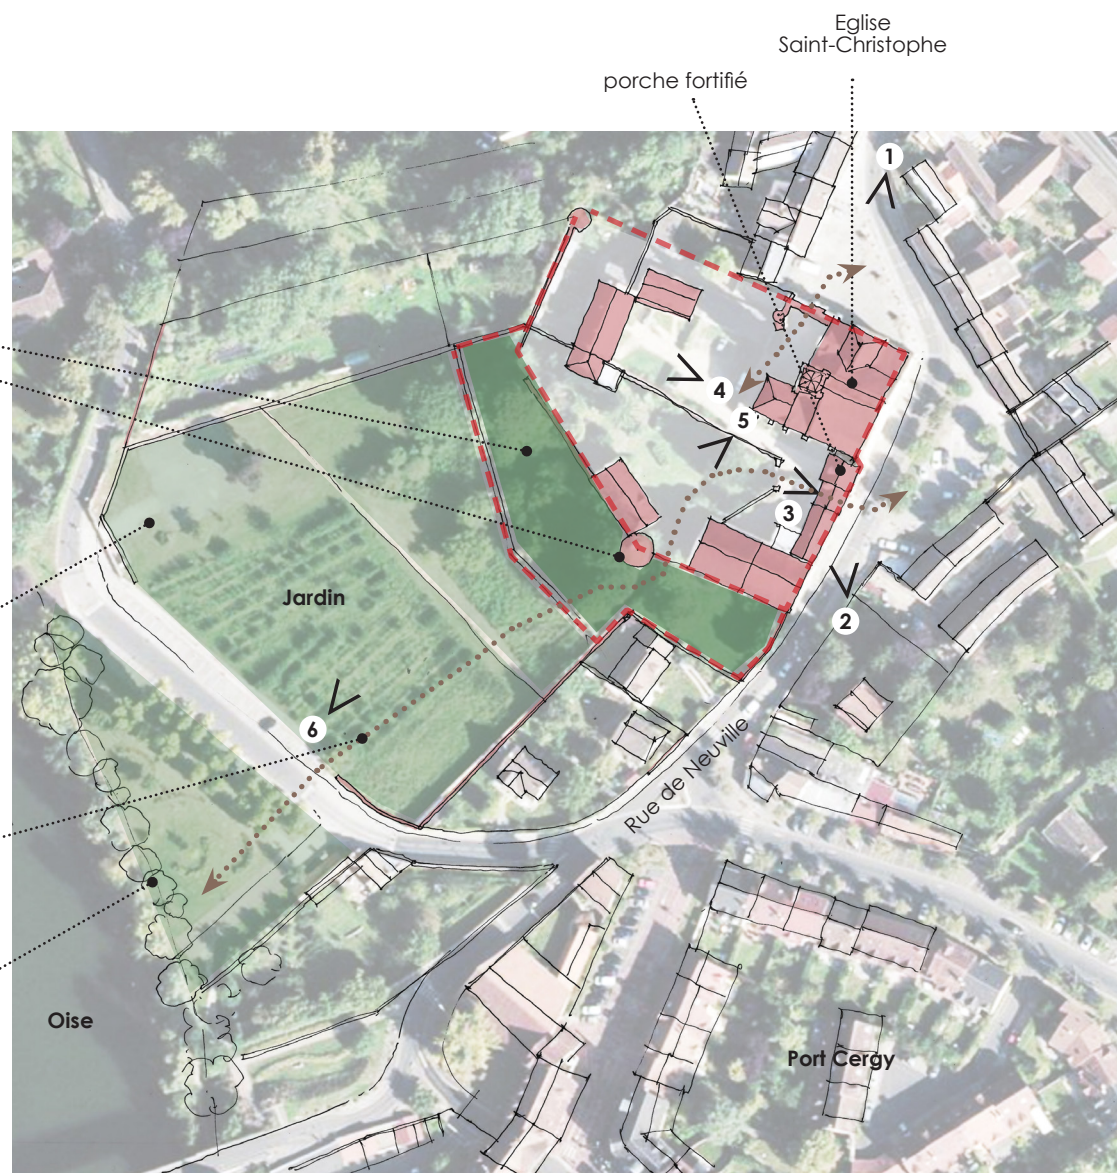 Eglise
Saint-Christophe
porche fortifié
1
4
5
3
2
Jardin
6
Rue de Neuville
Oise
Port Cergy